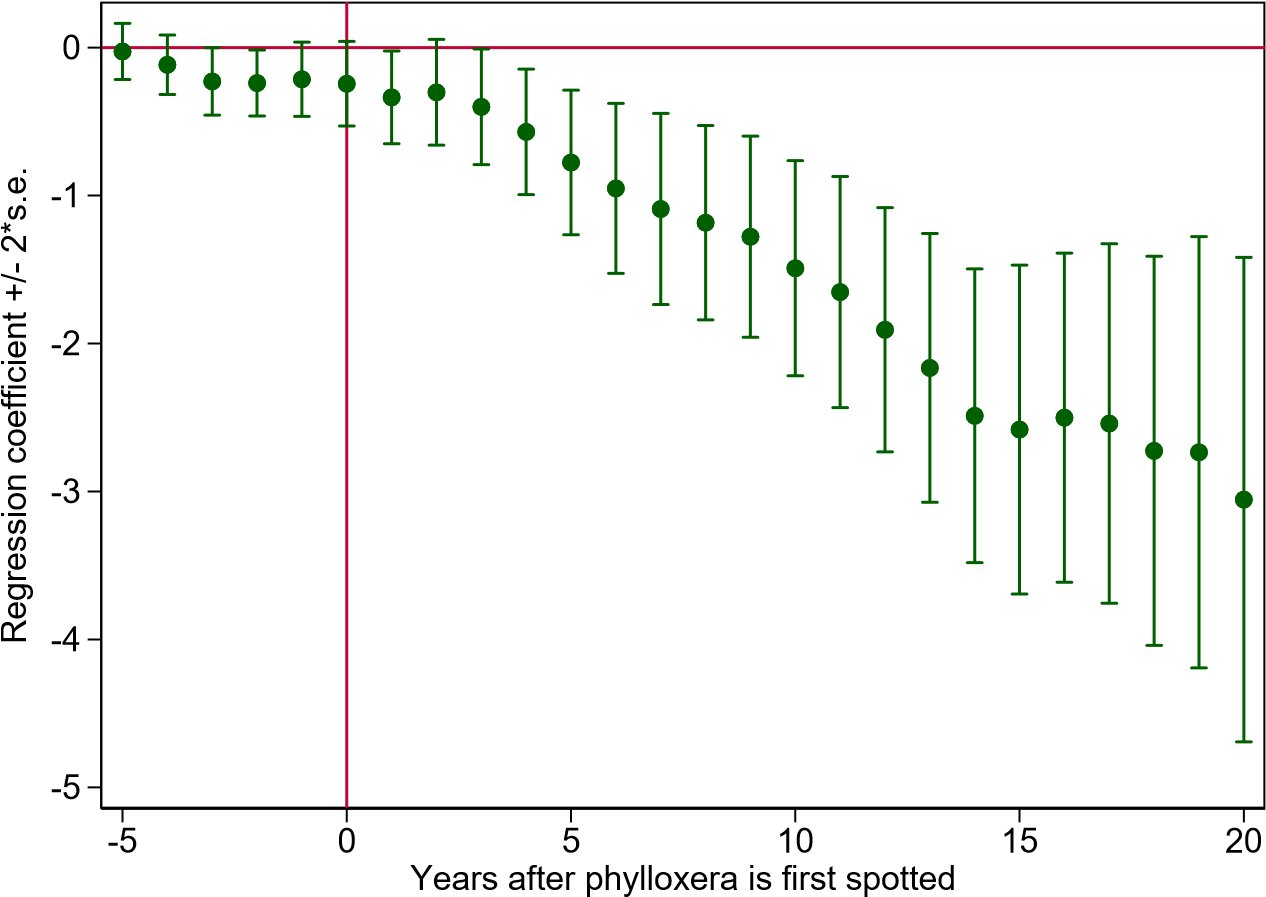 Regression coefficient +/- 2*s.e.
0
-1
-2
-3
-4
-5
-5 0 5 10 15 20
Years after phylloxera is first spotted